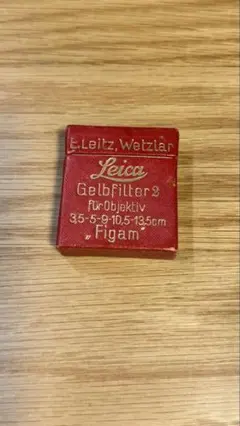 E. Leitz, Wetzlar
Leica
Gelbfilter 2
für Objektiv
3,5-5-9-10,5-13,5cm
„Figam"